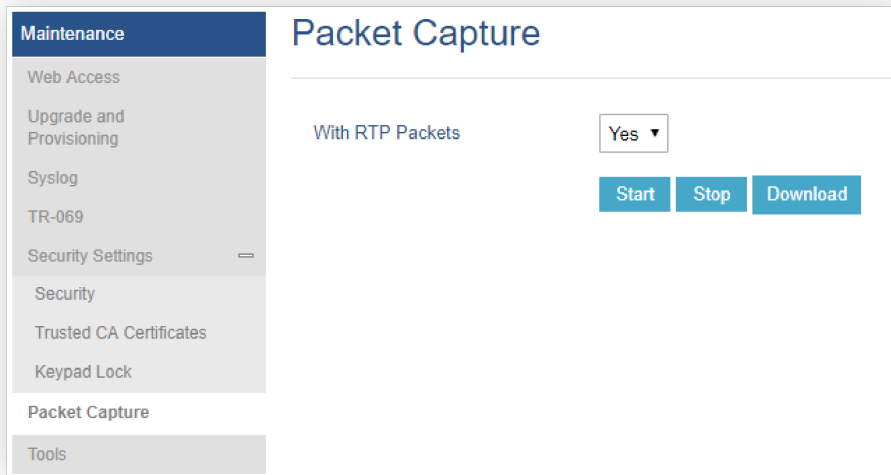 Maintenance
Web Access
Upgrade and
Provisioning
Syslog
TR-069
Security Settings
Security
Trusted CA Certificates
Keypad Lock
Packet Capture
Tools
Packet Capture
With RTP Packets Yes
Start Stop Download